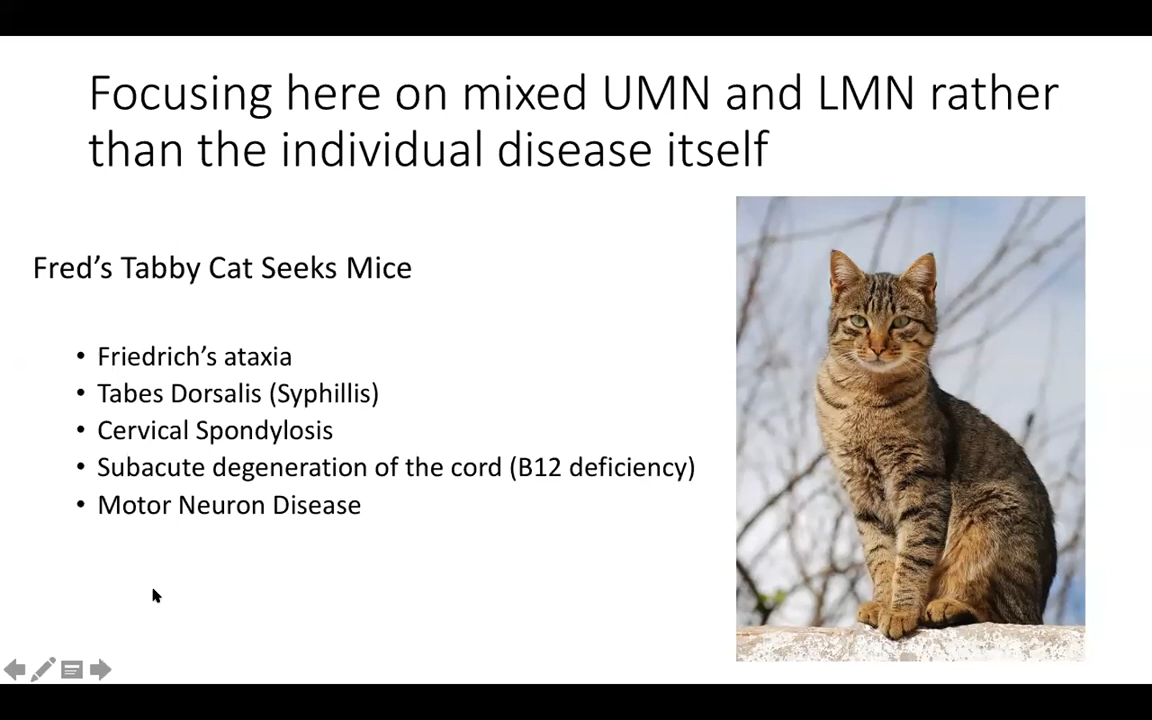 Focusing here on mixed UMN and LMN rather
than the individual disease itself
Fred's Tabby Cat Seeks Mice
• Friedrich's ataxia
• Tabes Dorsalis (Syphillis)
• Cervical Spondylosis
• Subacute degeneration of the cord (B12 deficiency)
• Motor Neuron Disease